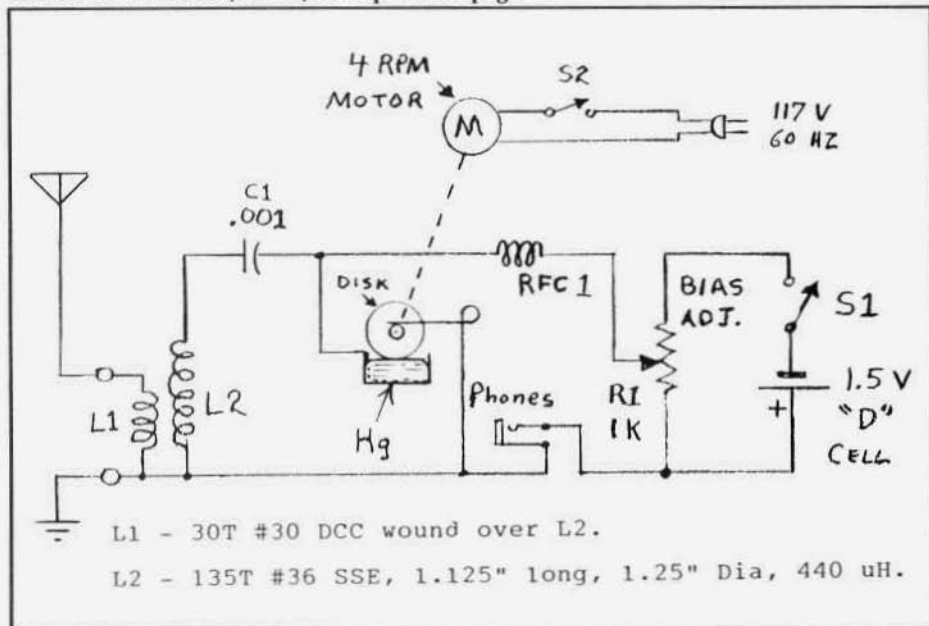 4 RPM
MOTOR
M
S2
117 V
60 HZ
C1
.001
DISK
RFC 1
BIAS
ADJ.
S1
L1
L2
Hg
Phones
R1
1K
1.5 V
"D"
CELL
+
L1 - 30T #30 DCC wound over L2.
L2 - 135T #36 SSE, 1.125" long, 1.25" Dia, 440 uH.